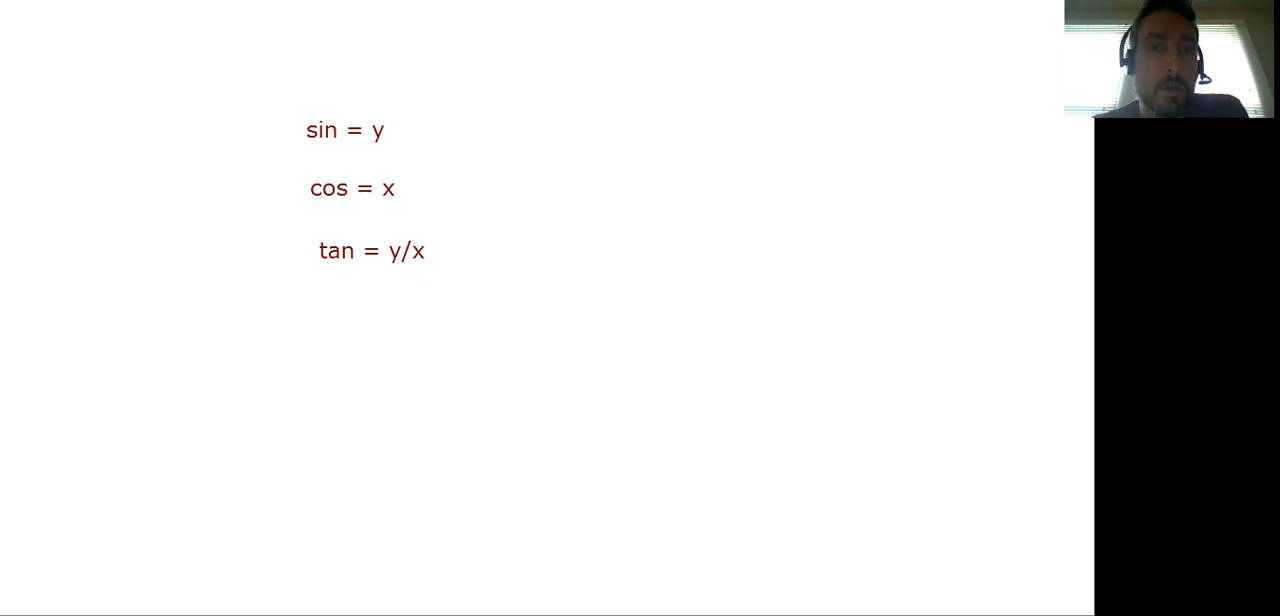 sin = y
cos = x
tan = y/x